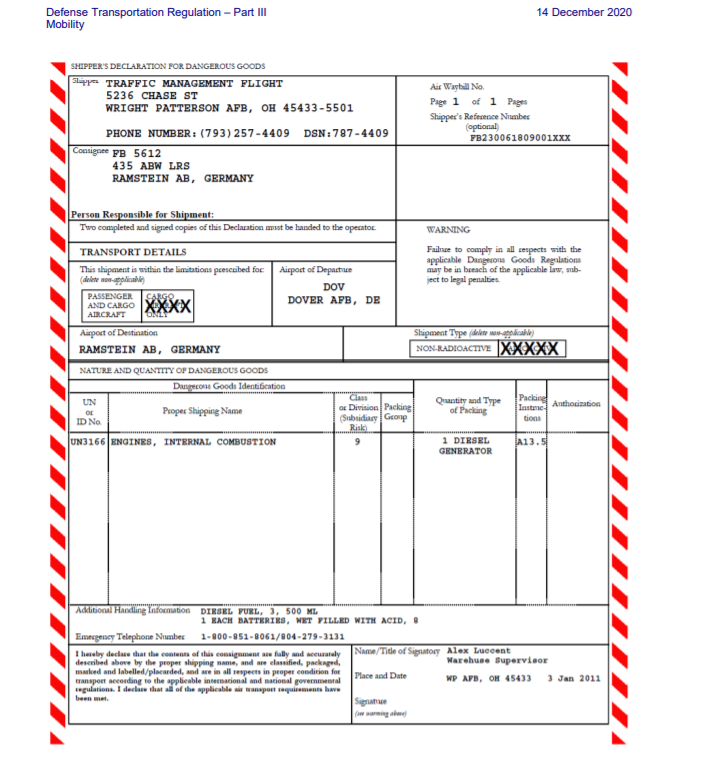 Defense Transportation Regulation – Part III
14 December 2020
Mobility
SHIPPER'S DECLARATION FOR DANGEROUS GOODS
Shipper TRAFFIC MANAGEMENT FLIGHT
5236 CHASE ST
WRIGHT PATTERSON AFB, OH 45433-5501
PHONE NUMBER:(793)257-4409 DSN:787-4409
Air Waybill No.
Page 1 of 1 Pages
Shipper's Reference Number
(optional)
FB230061809001XXX
Consignee FB 5612
435 ABW LRS
RAMSTEIN AB, GERMANY
Person Responsible for Shipment:
Two completed and signed copies of this Declaration must be handed to the operator.
WARNING
Failure to comply in all respects with the
applicable Dangerous Goods Regulations
may be in breach of the applicable law, sub-
ject to legal penalties.
TRANSPORT DETAILS
This shipment is within the limitations prescribed for:
(delete non-applicable)
PASSENGER
AND CARGO
AIRCRAFT
CARGO
XXXX
ONLY
Airport of Departure
DOV
DOVER AFB, DE
Airport of Destination
RAMSTEIN AB, GERMANY
Shipment Type (delete non-applicable)
NON-RADIOACTIVE XXXXX
NATURE AND QUANTITY OF DANGEROUS GOODS
Dangerous Goods Identification
UN
or
ID No.
Proper Shipping Name
Class
or Division
(Subsidiary
Risk)
Packing
Group
Quantity and Type
of Packing
Packing
Instruc-
tions
Authorization
UN3166 ENGINES, INTERNAL COMBUSTION 9 1 DIESEL A13.5
GENERATOR
Additional Handling Information DIESEL FUEL, 3, 500 ML
1 EACH BATTERIES, WET FILLED WITH ACID, 8
Emergency Telephone Number 1-800-851-8061/804-279-3131
I hereby declare that the contents of this consignment are fully and accurately
described above by the proper shipping name, and are classified, packaged,
marked and labelled/placarded, and are in all respects in proper condition for
transport according to the applicable international and national governmental
regulations. I declare that all of the applicable air transport requirements have
been met.
Name/Title of Signatory Alex Luccent
Warehuse Supervisor
Place and Date WP AFB, OH 45433 3 Jan 2011
Signature
(see warning above)